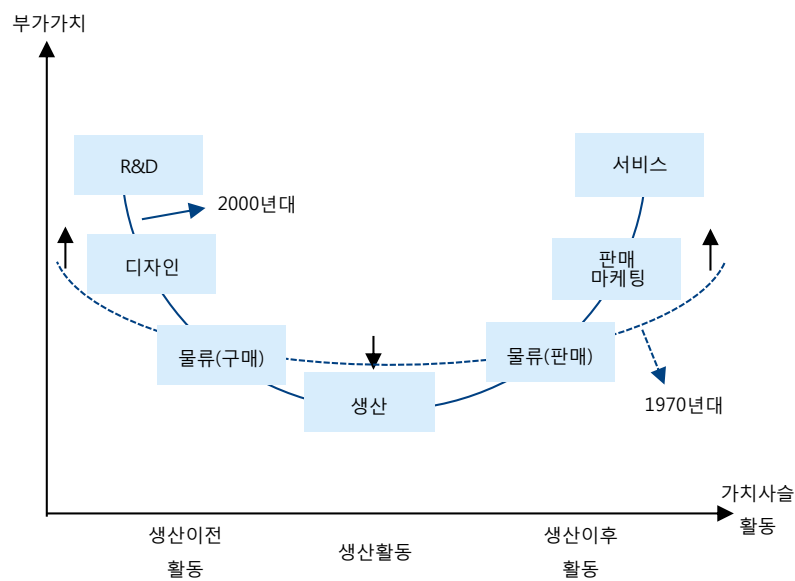 부가가치
R&D
서비스
2000년대
디자인
판매
마케팅
물류(구매)
물류(판매)
생산
1970년대
가치사슬
활동
생산이전
활동
생산활동
생산이후
활동